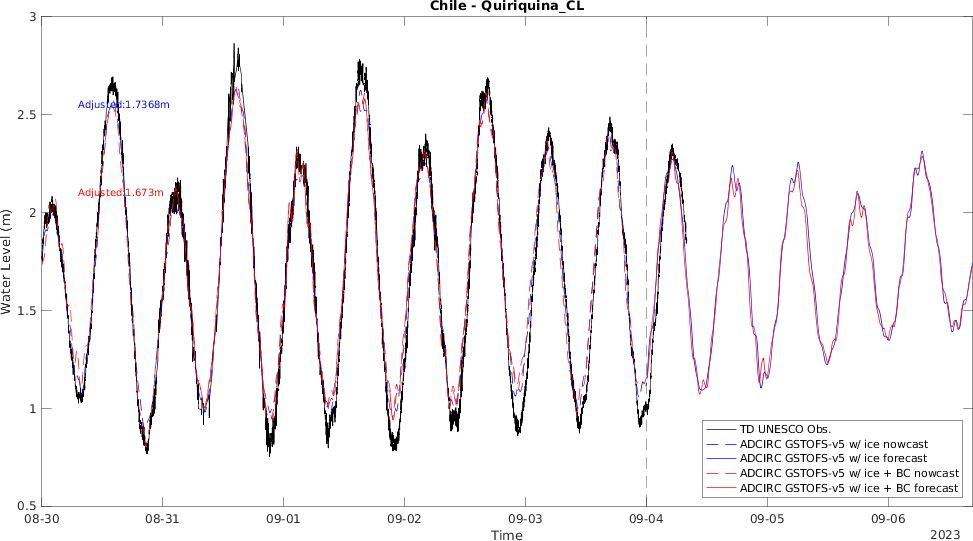 Chile - Quiriquina_CL
3
2.5
2
1.5
1
0.5
Water Level (m)
Adjusted:1.7368m
Adjusted:1.673m
TD UNESCO Obs.
ADCIRC GSTOFS-v5 w/ ice nowcast
ADCIRC GSTOFS-v5 w/ ice forecast
ADCIRC GSTOFS-v5 w/ ice + BC nowcast
ADCIRC GSTOFS-v5 w/ ice + BC forecast
08-30 08-31 09-01 09-02 09-03 09-04 09-05 09-06
Time
2023